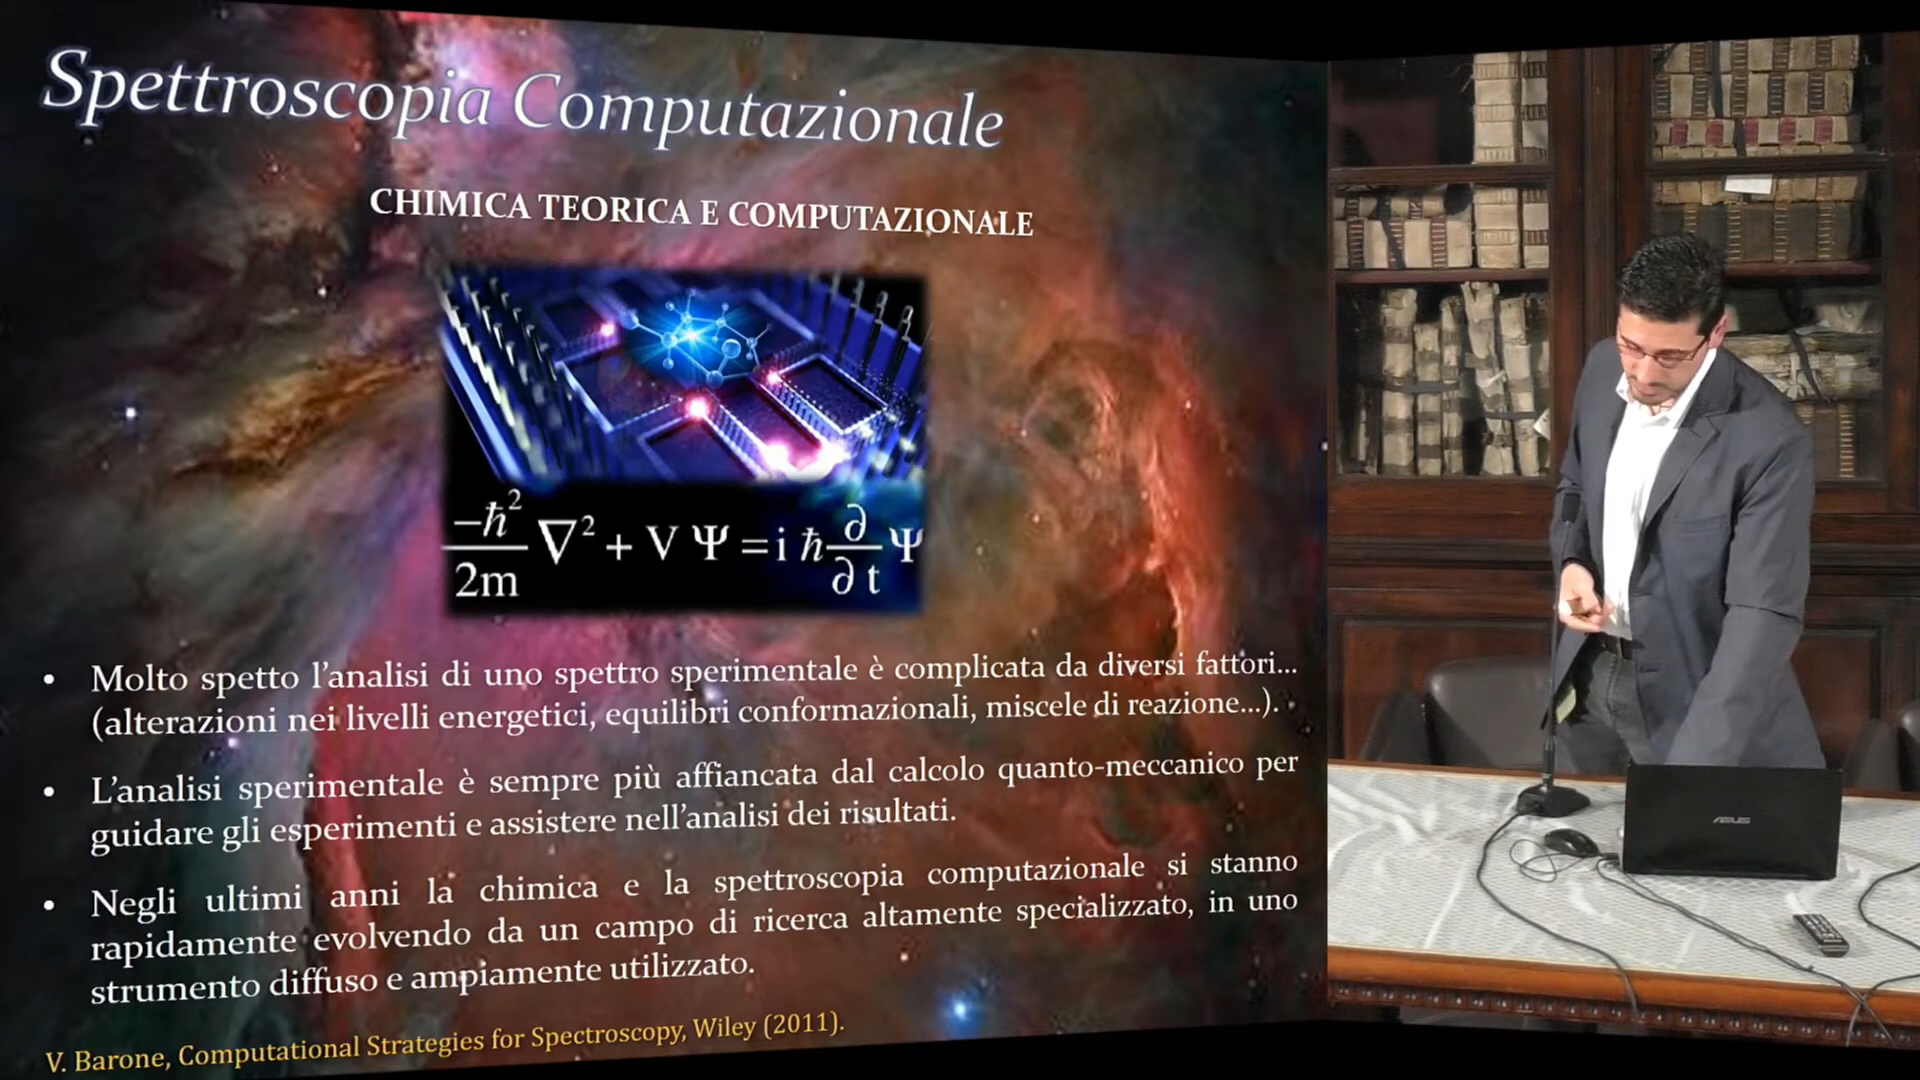 Spettroscopia Computazionale
CHIMICA TEORICA E COMPUTAZIONALE
-ħ²/2m ∇² + V Ψ = i ħ ∂/∂t Ψ
• Molto spetto l’analisi di uno spettro sperimentale è complicata da diversi fattori...
(alterazioni nei livelli energetici, equilibri conformazionali, miscele di reazione...).
• L’analisi sperimentale è sempre più affiancata dal calcolo quanto-meccanico per
guidare gli esperimenti e assistere nell’analisi dei risultati.
• Negli ultimi anni la chimica e la spettroscopia computazionale si stanno
rapidamente evolvendo da un campo di ricerca altamente specializzato, in uno
strumento diffuso e ampiamente utilizzato.
V. Barone, Computational Strategies for Spectroscopy, Wiley (2011).
ASUS